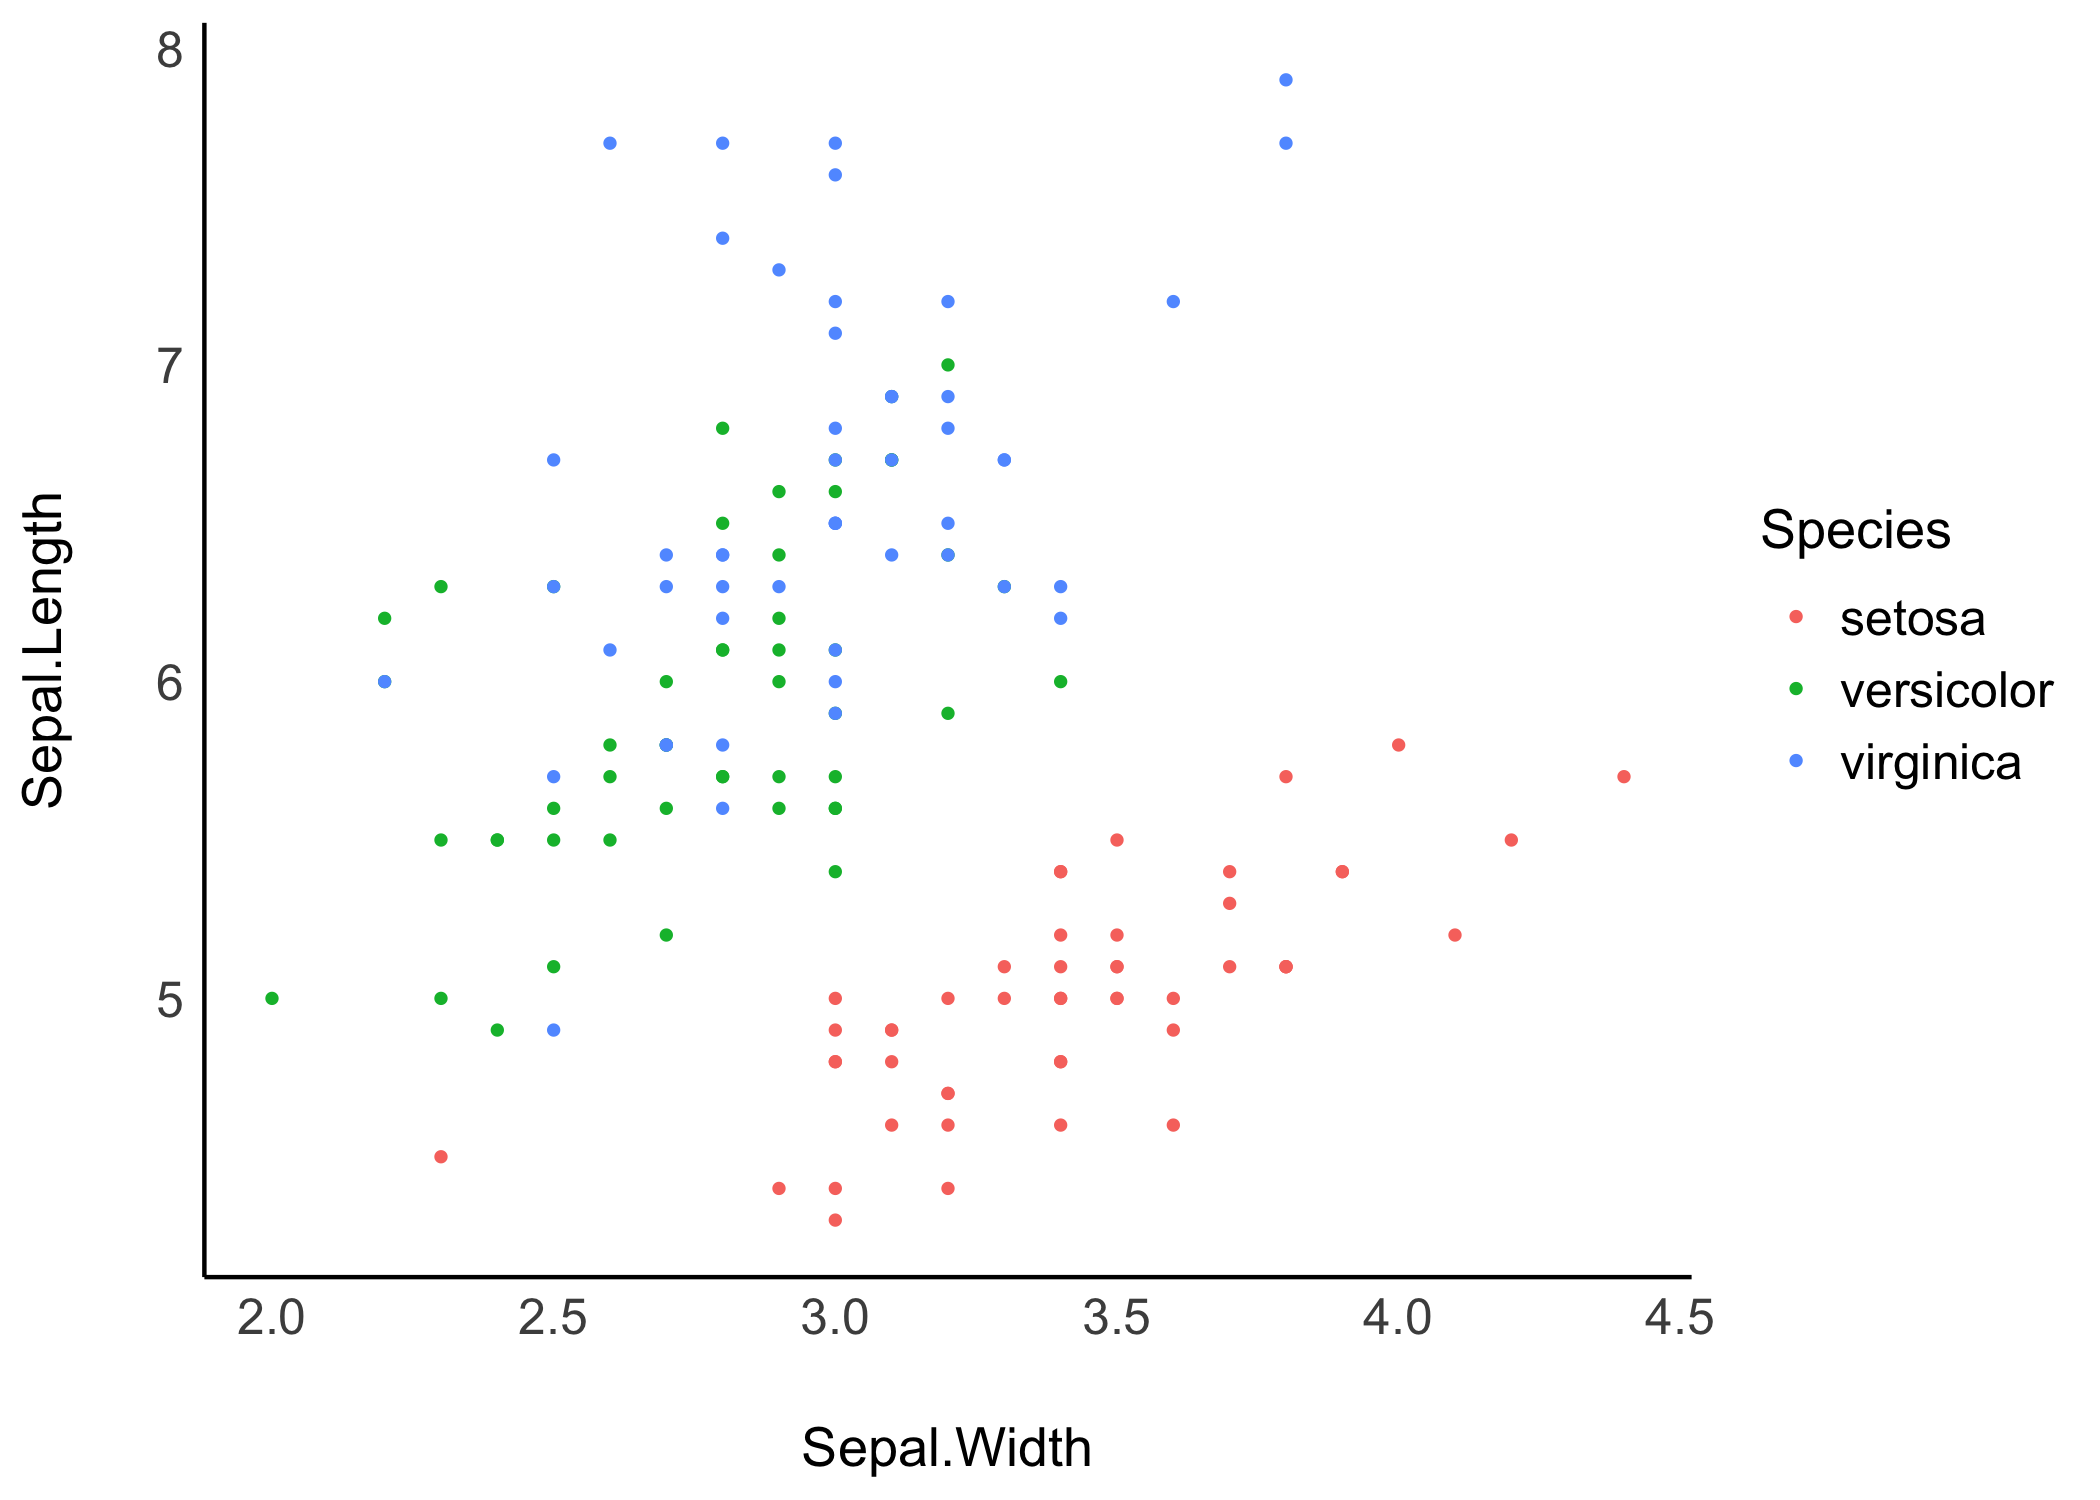 8
7
6
5
Sepal.Length
2.0 2.5 3.0 3.5 4.0 4.5
Sepal.Width
Species
setosa
versicolor
virginica